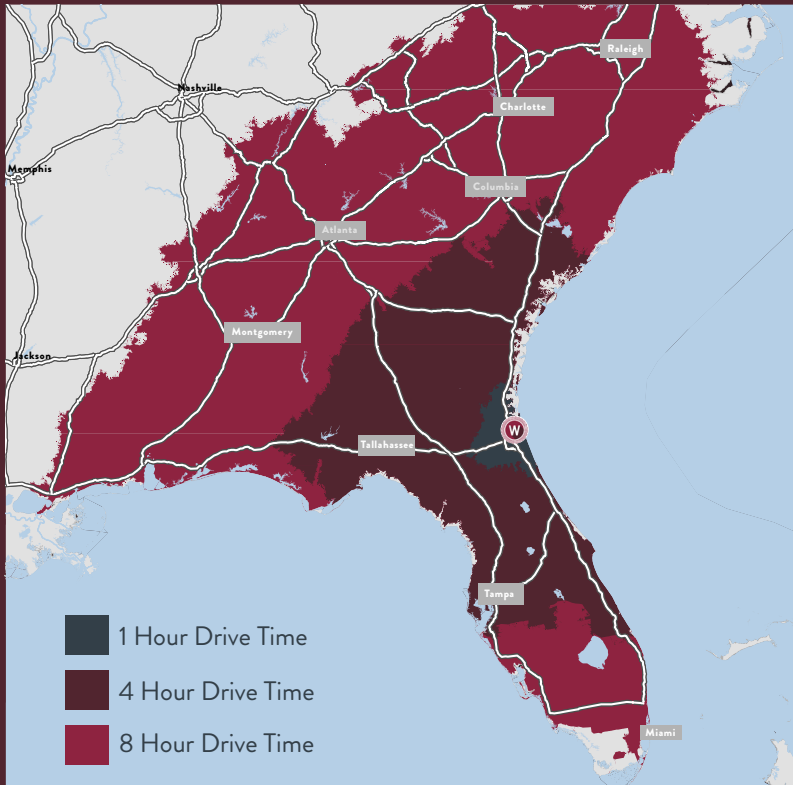 Raleigh
Nashville
Charlotte
Memphis
Columbia
Atlanta
Montgomery
Jackson
W
Tallahassee
Tampa
1 Hour Drive Time
4 Hour Drive Time
8 Hour Drive Time
Miami